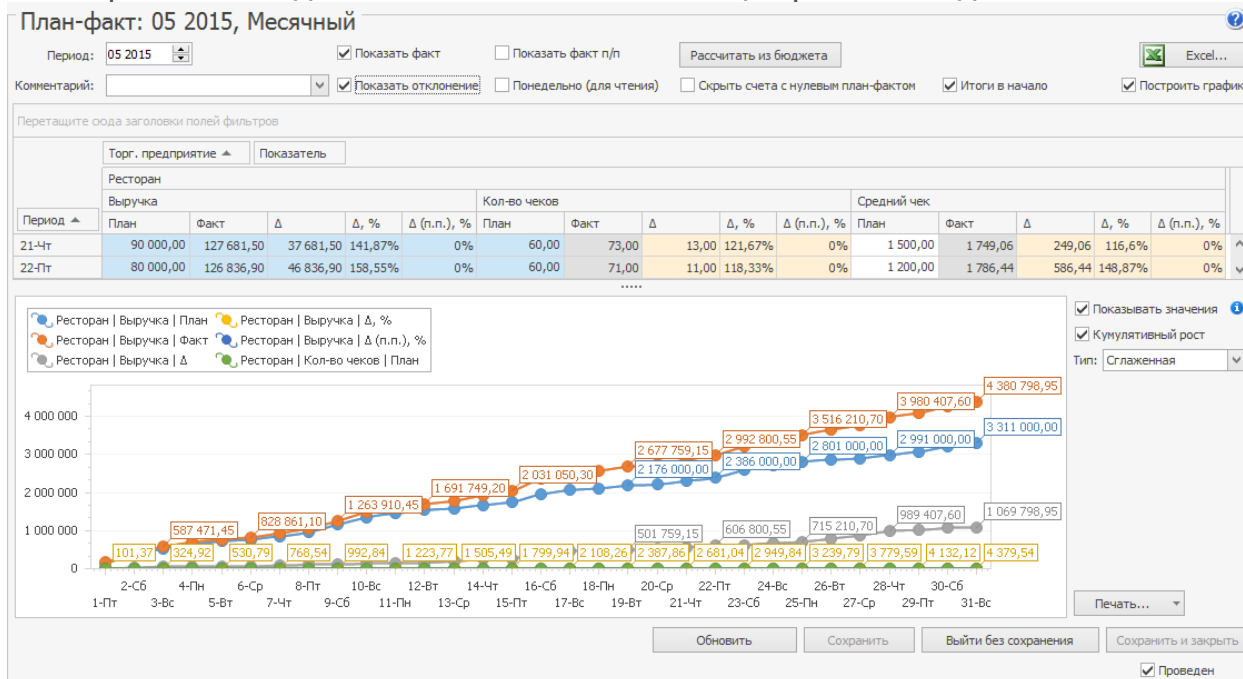 План-факт: 05 2015, Месячный
Период: 05 2015 Показать факт Показать факт п/п Рассчитать из бюджета Excel...
Комментарий: Показать отклонение Понедельно (для чтения) Скрыть счета с нулевым план-фактом Итоги в начало Построить график
Перетащите сюда заголовки полей фильтров
Торг. предприятие Показатель
Ресторан
Выручка Кол-во чеков Средний чек
Период План Факт Δ Δ, % Δ (п.п.), % План Факт Δ Δ, % Δ (п.п.), % План Факт Δ Δ, % Δ (п.п.), %
21-Чт 90 000,00 127 681,50 37 681,50 141,87% 0% 60,00 73,00 13,00 121,67% 0% 1 500,00 1 749,06 249,06 116,6% 0%
22-Пт 80 000,00 126 836,90 46 836,90 158,55% 0% 60,00 71,00 11,00 118,33% 0% 1 200,00 1 786,44 586,44 148,87% 0%
Ресторан | Выручка | План Ресторан | Выручка | Δ, %
Ресторан | Выручка | Факт Ресторан | Выручка | Δ (п.п.), %
Ресторан | Выручка | Δ Ресторан | Кол-во чеков | План
Показывать значения
Кумулятивный рост
Тип: Сглаженная
4 380 798,95
4 000 000 3 980 407,60
3 516 210,70 3 311 000,00
3 000 000 2 677 759,15 2 992 800,55 2 801 000,00 2 991 000,00
2 031 050,30 2 176 000,00 2 386 000,00
2 000 000 1 263 910,45 1 691 749,20
1 000 000 587 471,45 828 861,10 501 759,15 606 800,55 715 210,70 989 407,60 1 069 798,95
101,37 324,92 530,79 768,54 992,84 1 223,77 1 505,49 1 799,94 2 108,26 2 387,86 2 681,04 2 949,84 3 239,79 3 779,59 4 132,12 4 379,54
0
2-Сб 4-Пн 6-Ср 8-Пт 10-Вс 12-Вт 14-Чт 16-Сб 18-Пн 20-Ср 22-Пт 24-Вс 26-Вт 28-Чт 30-Сб
1-Пт 3-Вс 5-Вт 7-Чт 9-Сб 11-Пн 13-Ср 15-Пт 17-Вс 19-Вт 21-Чт 23-Сб 25-Пн 27-Ср 29-Пт 31-Вс
Печать...
Обновить Сохранить Выйти без сохранения Сохранить и закрыть
Проведен